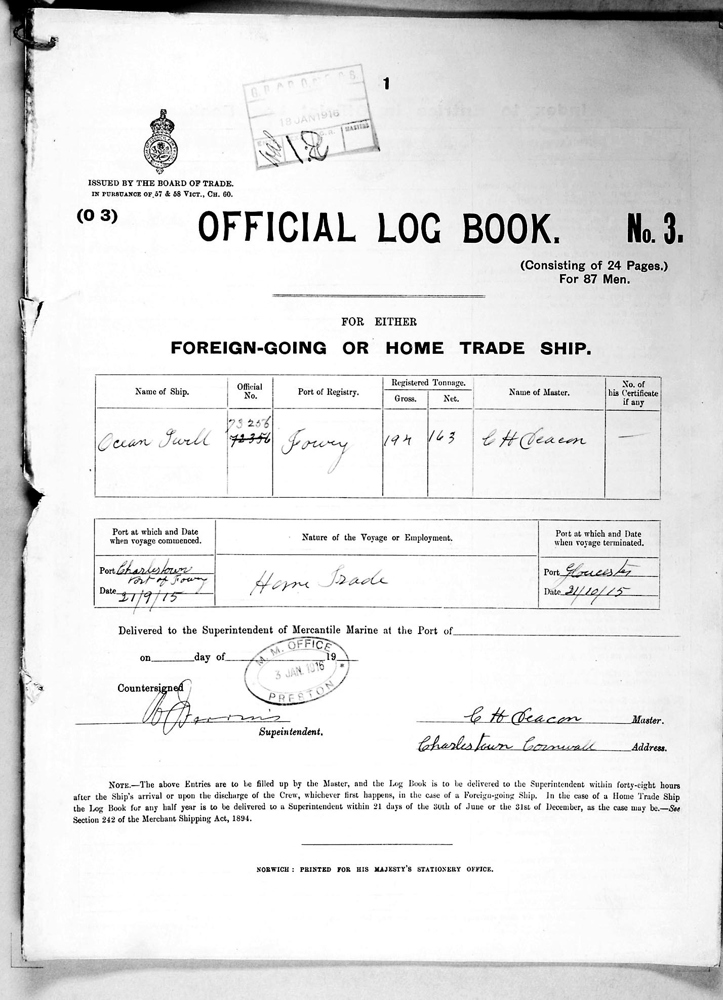 1
18 JAN 1916
MASTERS
ISSUED BY THE BOARD OF TRADE.
IN PURSUANCE OF 57 & 58 VICT., CH. 60.
(O 3)
OFFICIAL LOG BOOK. No. 3.
(Consisting of 24 Pages.)
For 87 Men.
FOR EITHER
FOREIGN-GOING OR HOME TRADE SHIP.
Name of Ship. Official No. Port of Registry. Registered Tonnage. Gross. Net. Name of Master. No. of his Certificate if any
73256
Ocean Swell 72356 Fowey 194 163 C H Deacon —
Port at which and Date when voyage commenced. Nature of the Voyage or Employment. Port at which and Date when voyage terminated.
Port Charlestown
Port of Fowey
Date 21/9/15
Home Trade
Port Gloucester
Date 21/10/15
Delivered to the Superintendent of Mercantile Marine at the Port of
on day of 19
M. M. OFFICE
3 JAN. 1916
PRESTON
Countersigned
Supeintendent.
C H Deacon Master.
Charlestown Cornwall Address.
NOTE.—The above Entries are to be filled up by the Master, and the Log Book is to be delivered to the Superintendent within forty-eight hours
after the Ship's arrival or upon the discharge of the Crew, whichever first happens, in the case of a Foreign-going Ship. In the case of a Home Trade Ship
the Log Book for any half year is to be delivered to a Superintendent within 21 days of the 30th of June or the 31st of December, as the case may be.—See
Section 242 of the Merchant Shipping Act, 1894.
NORWICH : PRINTED FOR HIS MAJESTY'S STATIONERY OFFICE.